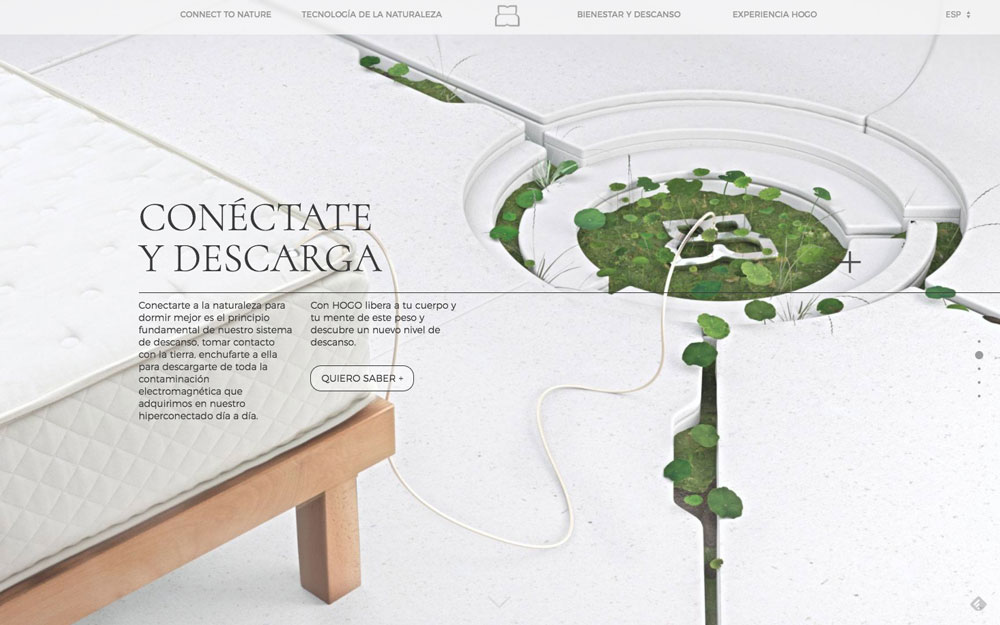 CONNECT TO NATURE
TECNOLOGÍA DE LA NATURALEZA
BIENESTAR Y DESCANSO
EXPERIENCIA HOGO
ESP
CONÉCTATE
Y DESCARGA
Conectarte a la naturaleza para
dormir mejor es el principio
fundamental de nuestro sistema
de descanso, tomar contacto
con la tierra, enchufarte a ella
para descargarte de toda la
contaminación
electromagnética que
adquirimos en nuestro
hiperconectado día a día.
Con HOGO libera a tu cuerpo y
tu mente de este peso y
descubre un nuevo nivel de
descanso.
QUIERO SABER +